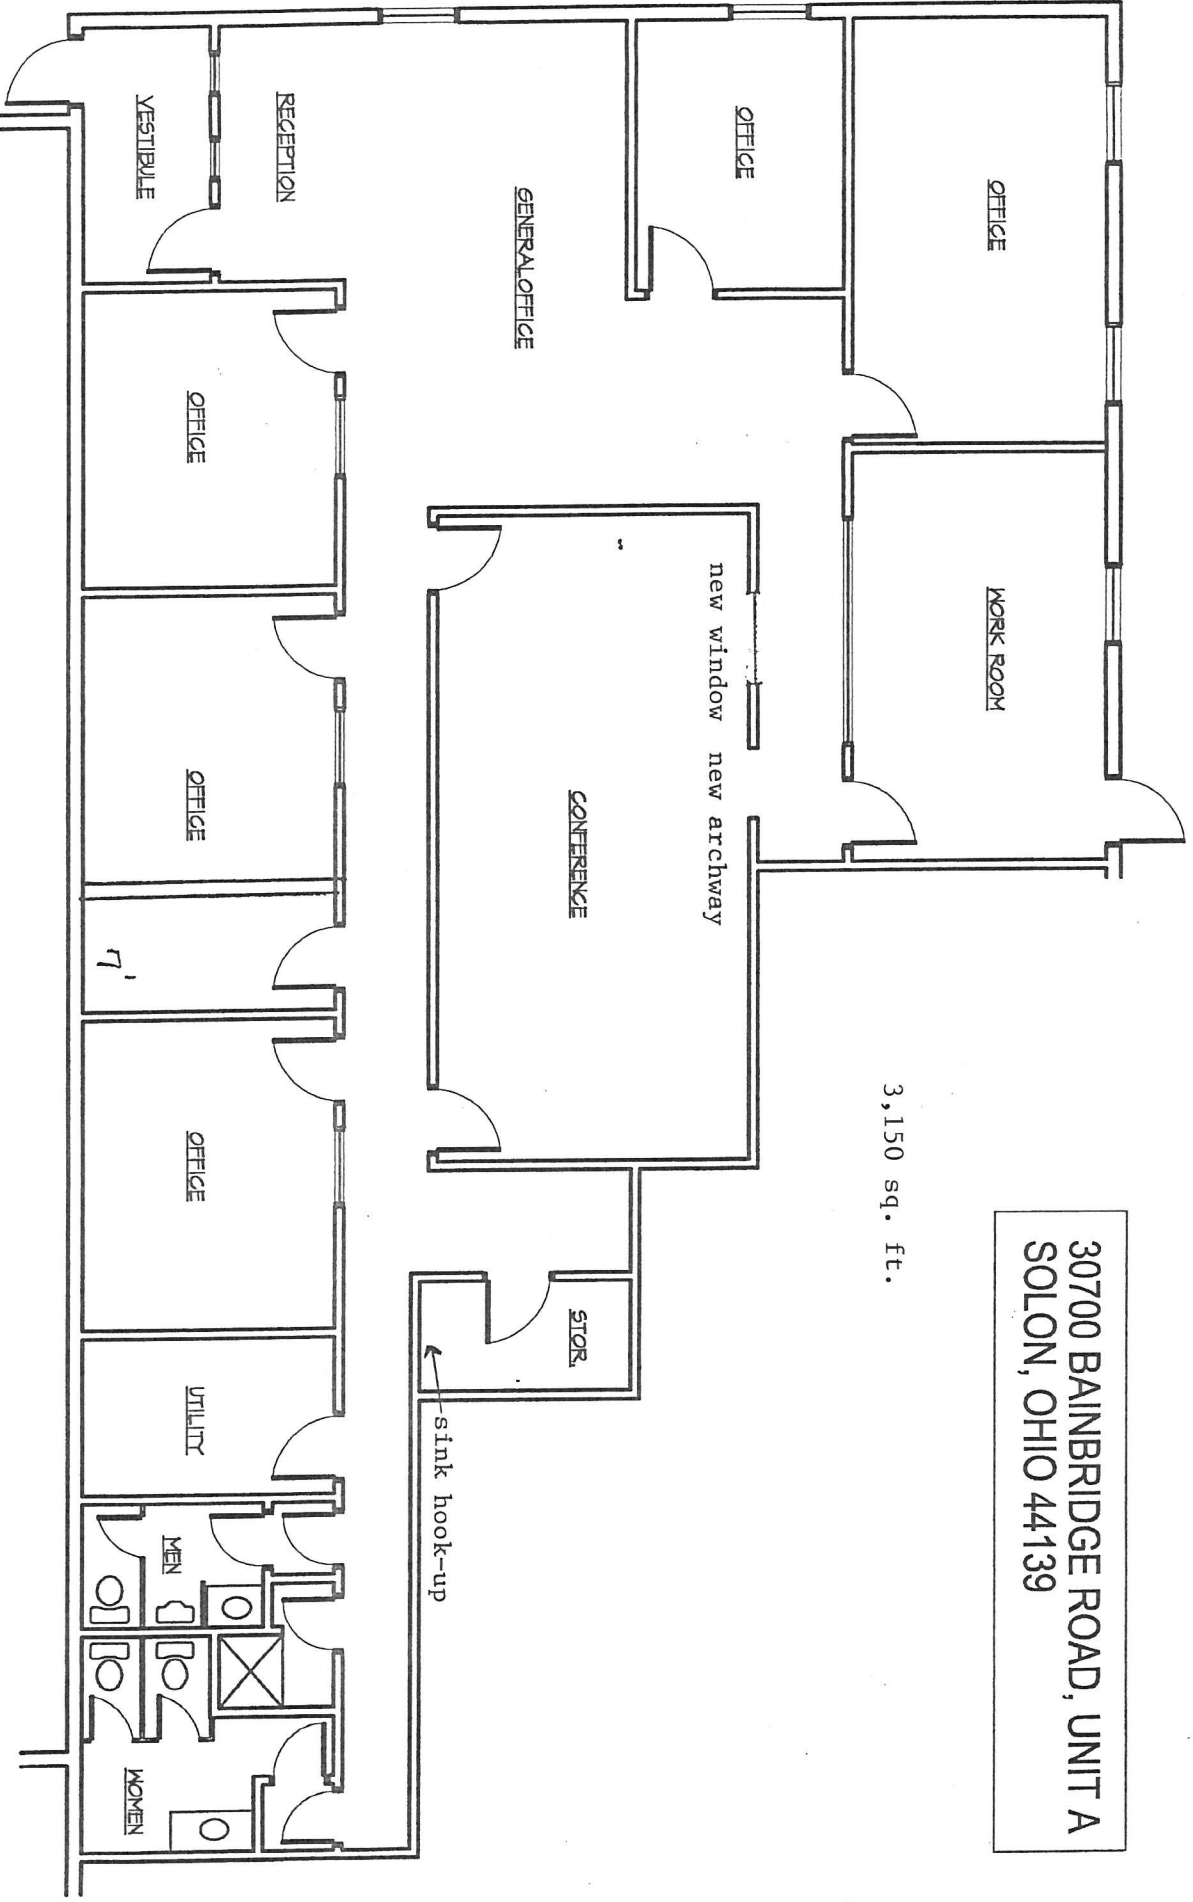 30700 BAINBRIDGE ROAD, UNIT A
SOLON, OHIO 44139
3,150 sq. ft.
OFFICE
WORK ROOM
OFFICE
new window new archway
CONFERENCE
STOR.
GENERAL OFFICE
sink hook-up
RECEPTION
VESTIBULE
OFFICE
OFFICE
7'
OFFICE
UTILITY
MEN
WOMEN